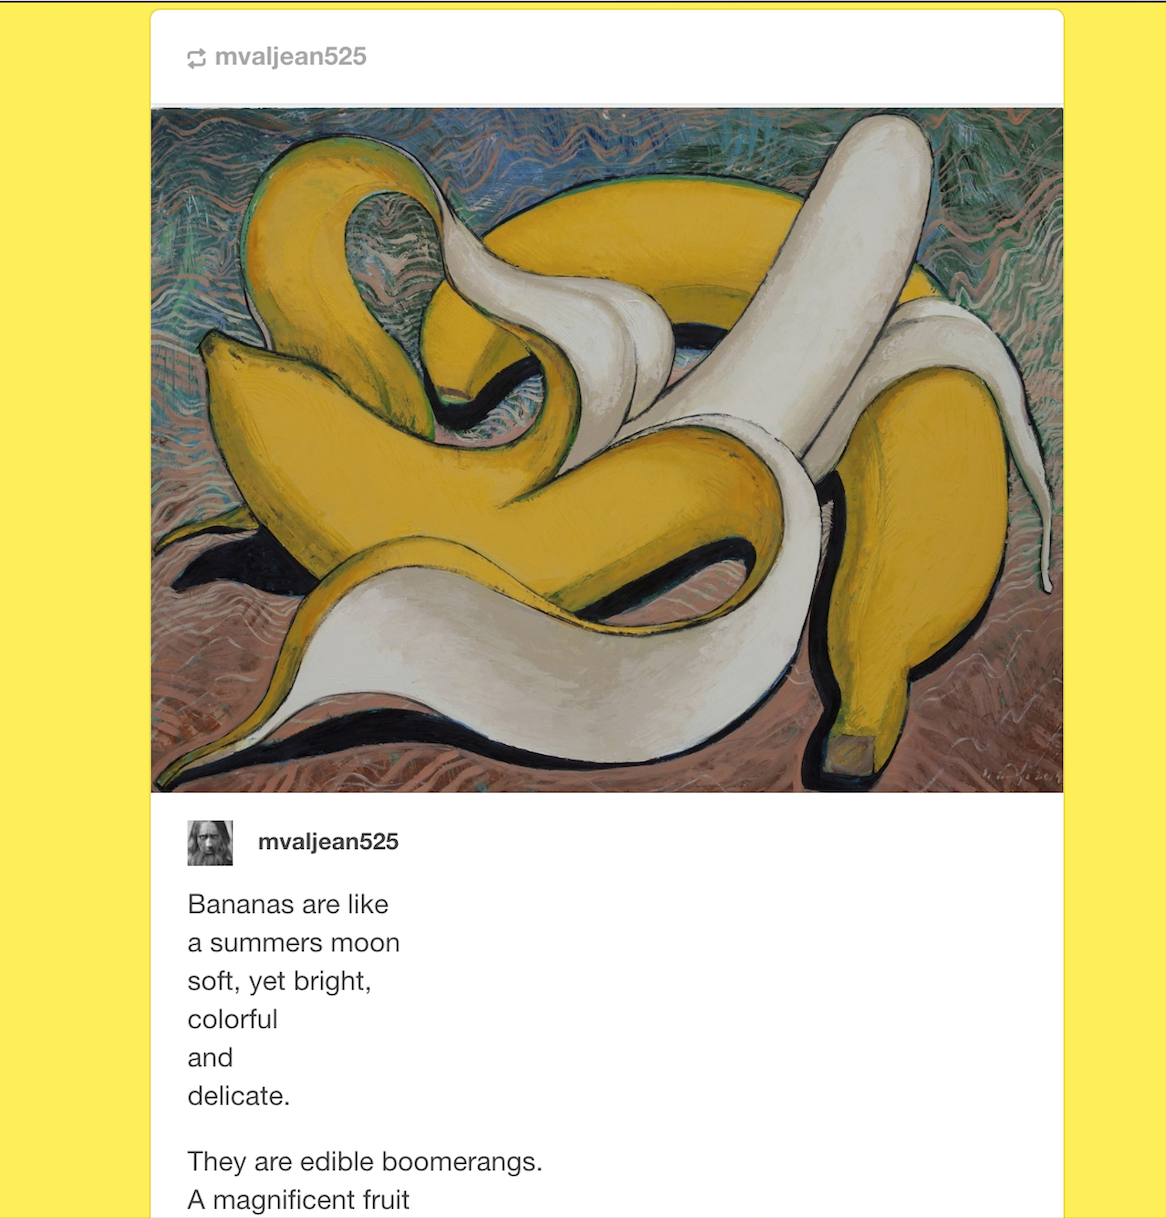 mvaljean525
mvaljean525
Bananas are like
a summers moon
soft, yet bright,
colorful
and
delicate.
They are edible boomerangs.
A magnificent fruit